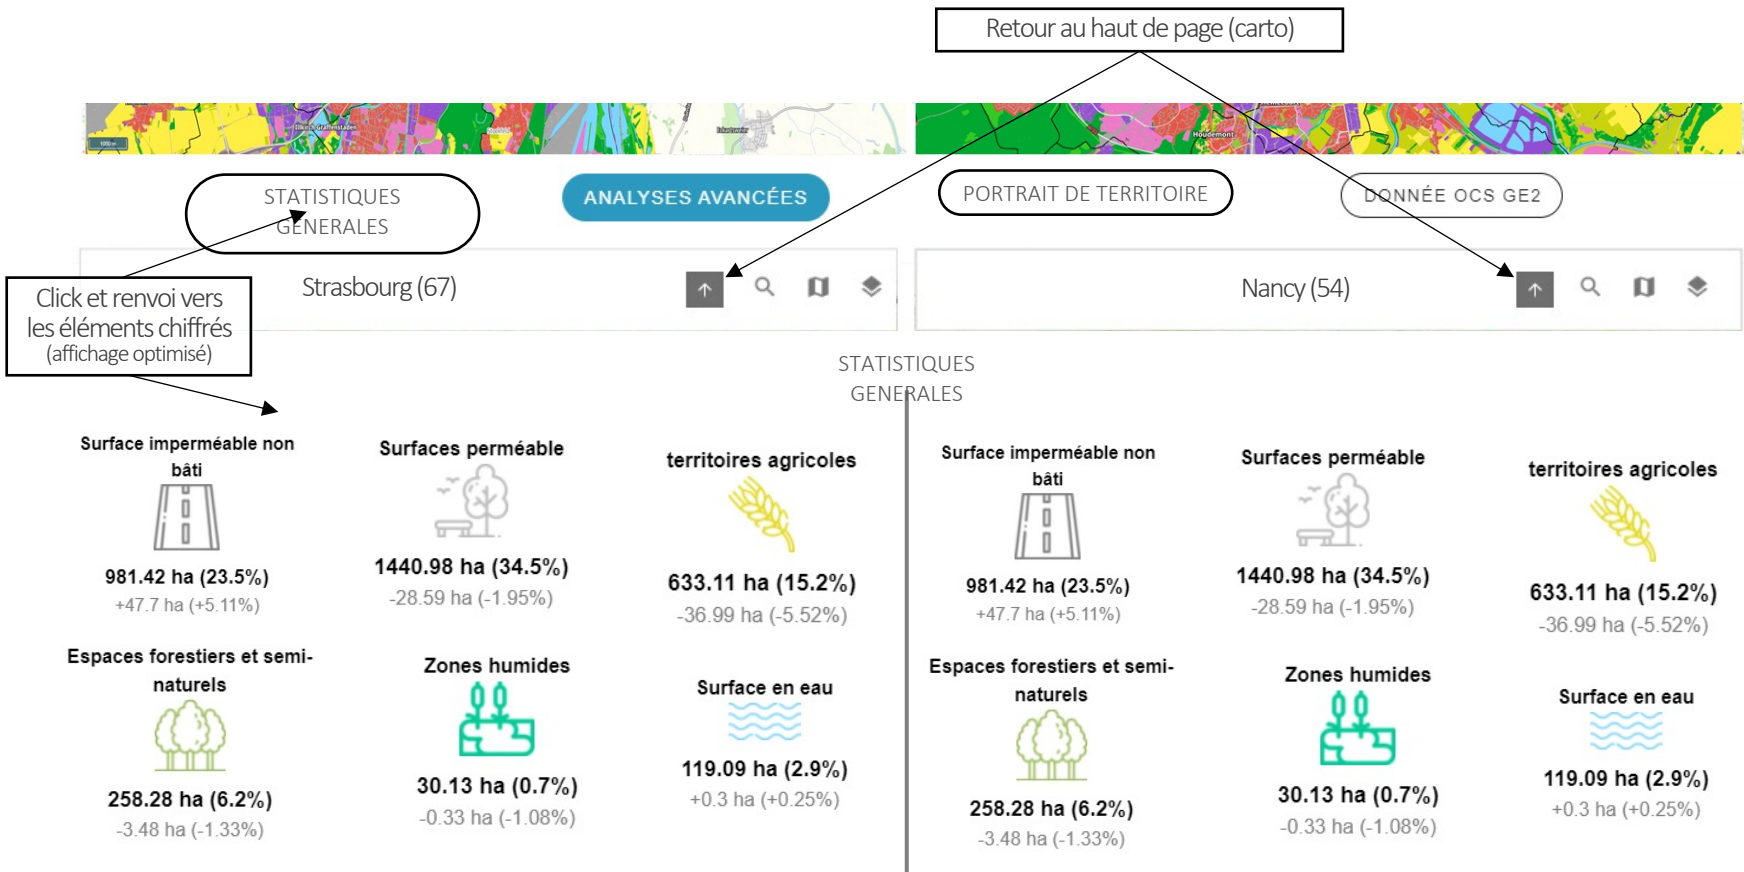 Retour au haut de page (carto)
1000 m
Illkirch-Graffenstaden
Eckartswier
Houdemont
STATISTIQUES
GENERALES
ANALYSES AVANCÉES
PORTRAIT DE TERRITOIRE
DONNÉE OCS GE2
Strasbourg (67)
Nancy (54)
Click et renvoi vers
les éléments chiffrés
(affichage optimisé)
STATISTIQUES
GENERALES
Surface imperméable non
bâti
981.42 ha (23.5%)
+47.7 ha (+5.11%)
Surfaces perméable
1440.98 ha (34.5%)
-28.59 ha (-1.95%)
territoires agricoles
633.11 ha (15.2%)
-36.99 ha (-5.52%)
Espaces forestiers et semi-
naturels
258.28 ha (6.2%)
-3.48 ha (-1.33%)
Zones humides
30.13 ha (0.7%)
-0.33 ha (-1.08%)
Surface en eau
119.09 ha (2.9%)
+0.3 ha (+0.25%)
Surface imperméable non
bâti
981.42 ha (23.5%)
+47.7 ha (+5.11%)
Surfaces perméable
1440.98 ha (34.5%)
-28.59 ha (-1.95%)
territoires agricoles
633.11 ha (15.2%)
-36.99 ha (-5.52%)
Espaces forestiers et semi-
naturels
258.28 ha (6.2%)
-3.48 ha (-1.33%)
Zones humides
30.13 ha (0.7%)
-0.33 ha (-1.08%)
Surface en eau
119.09 ha (2.9%)
+0.3 ha (+0.25%)